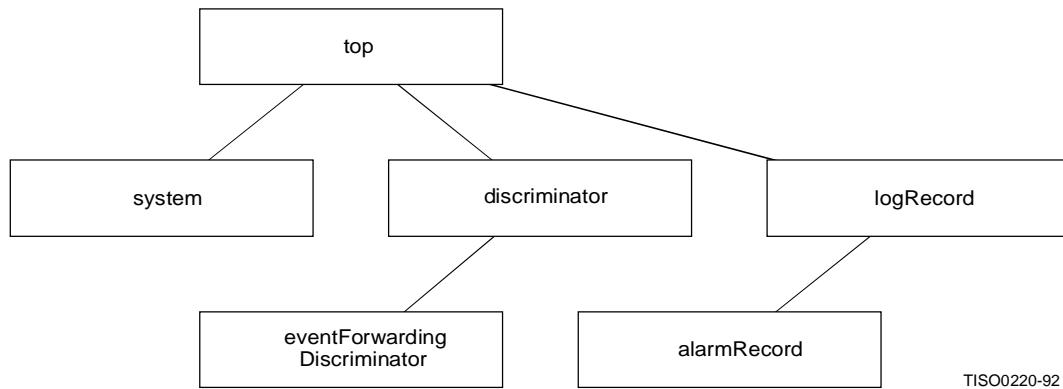 top
system
discriminator
logRecord
eventForwarding
Discriminator
alarmRecord
TISO0220-92